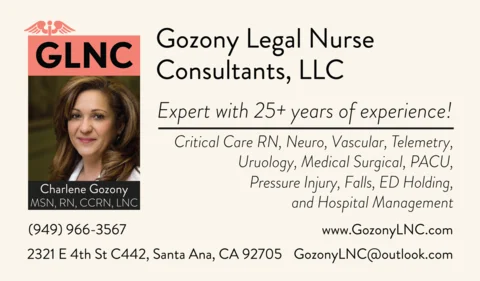 GLNC
Gozony Legal Nurse
Consultants, LLC
Expert with 25+ years of experience!
Critical Care RN, Neuro, Vascular, Telemetry,
Uruology, Medical Surgical, PACU,
Pressure Injury, Falls, ED Holding,
and Hospital Management
Charlene Gozony
MSN, RN, CCRN, LNC
(949) 966-3567
www.GozonyLNC.com
2321 E 4th St C442, Santa Ana, CA 92705
GozonyLNC@outlook.com